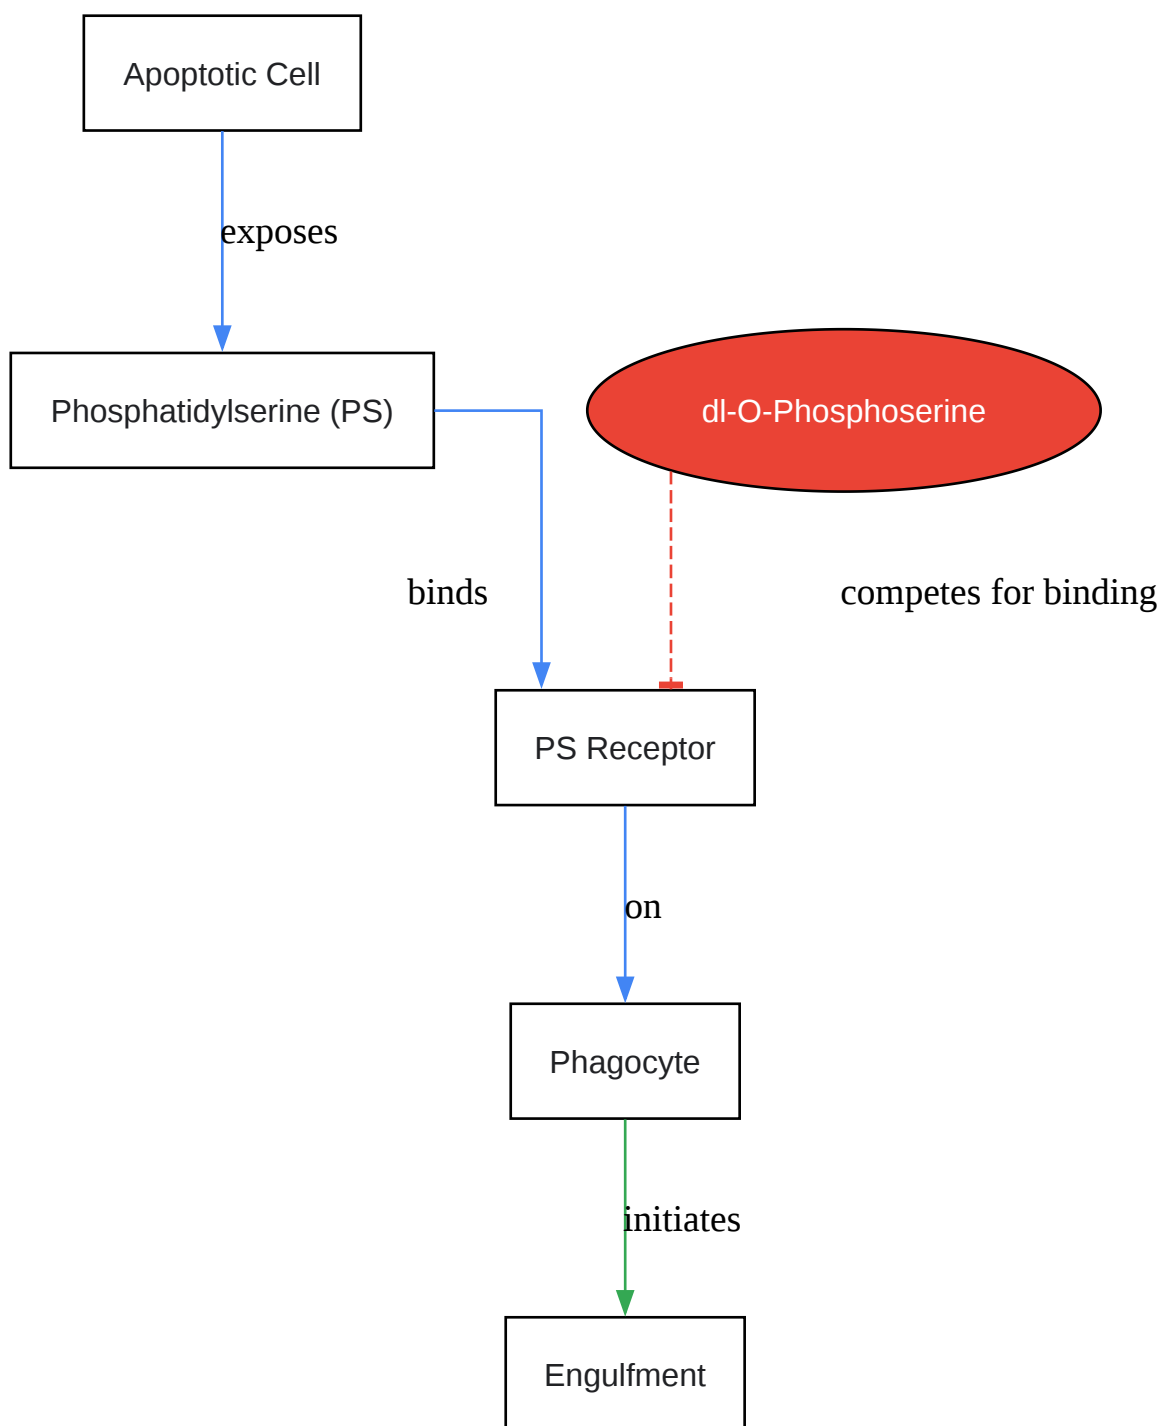 Apoptotic Cell
exposes
Phosphatidylserine (PS)
dl-O-Phosphoserine
binds
competes for binding
PS Receptor
on
Phagocyte
initiates
Engulfment